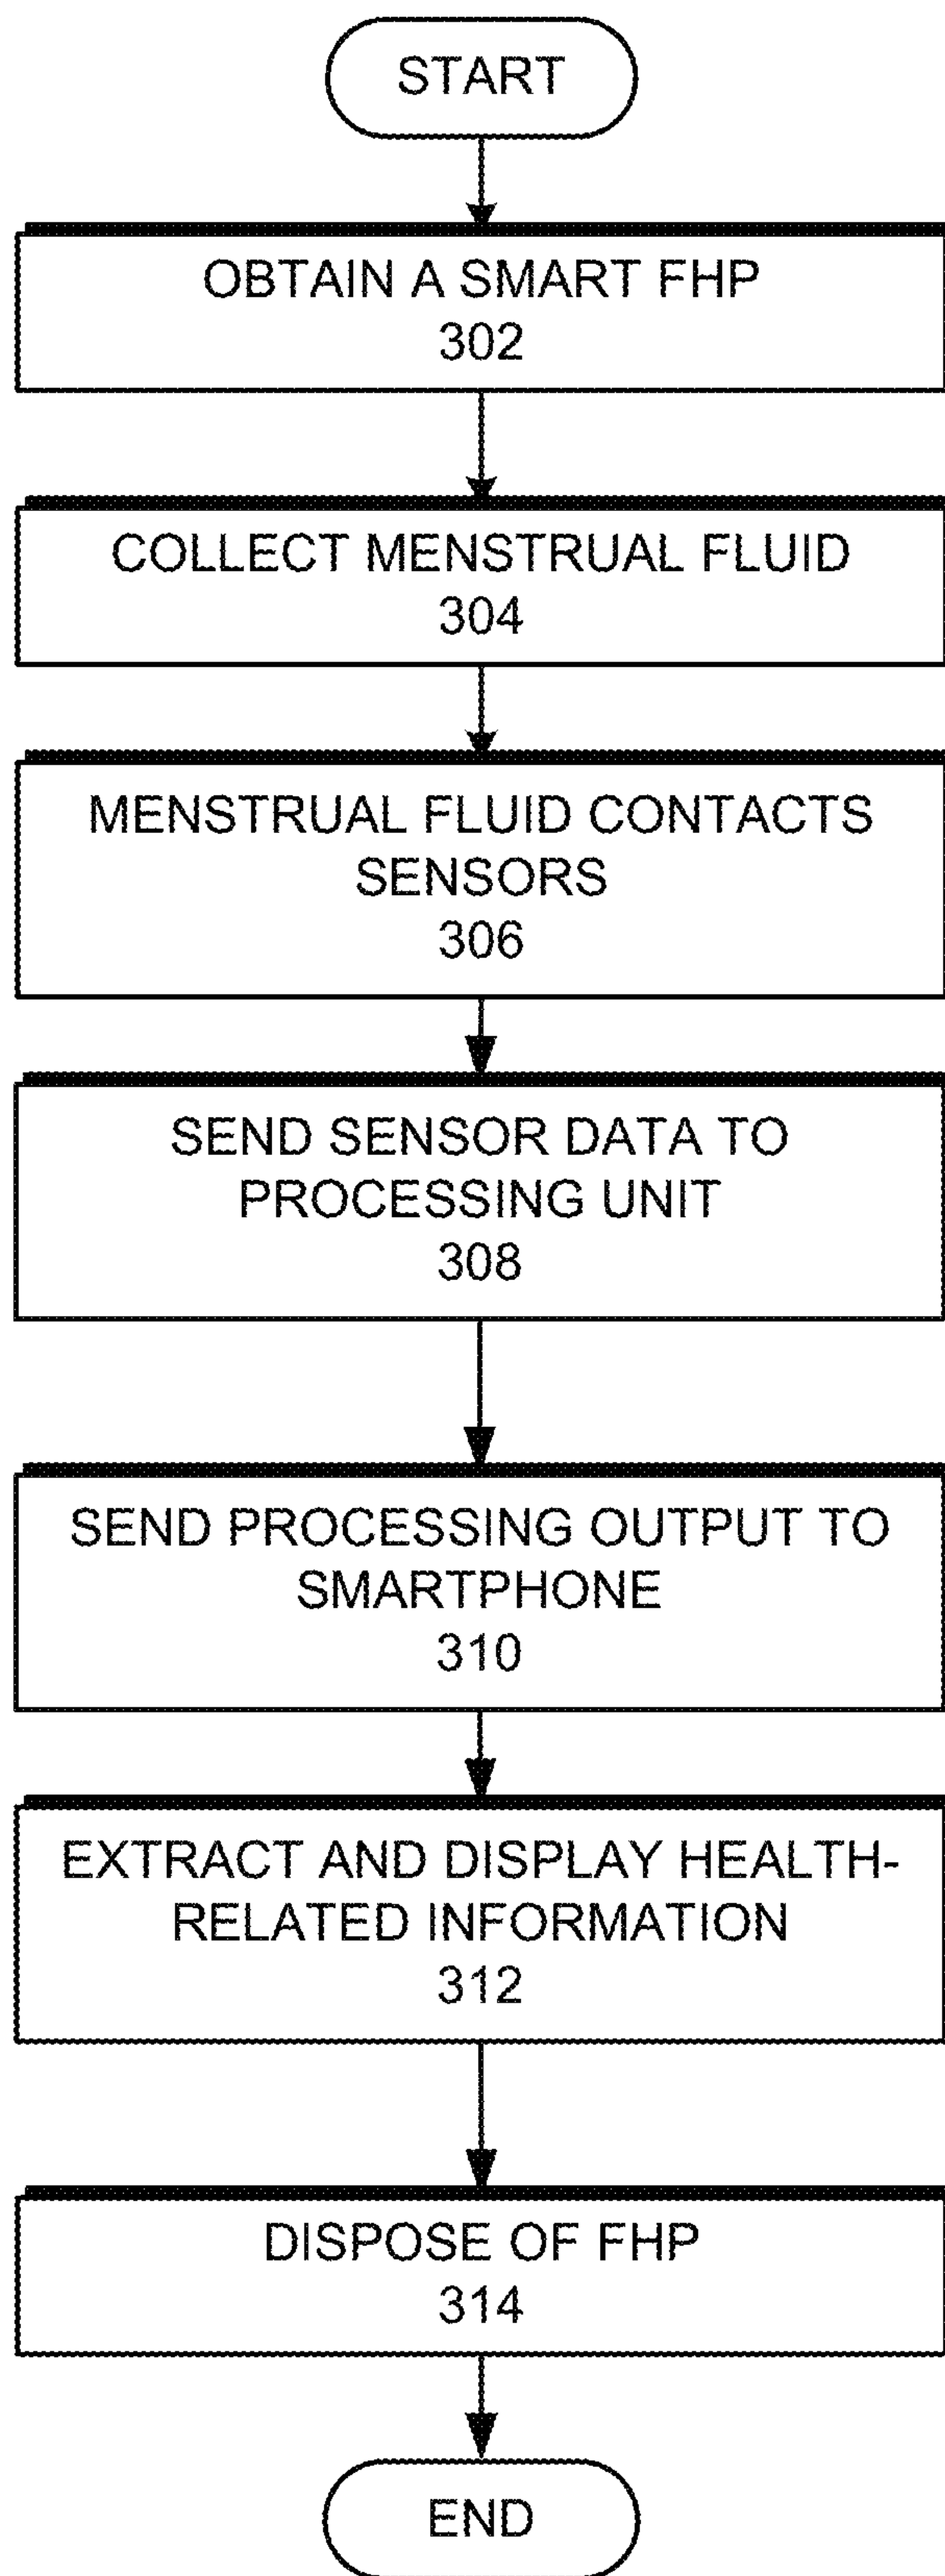 START
OBTAIN A SMART FHP
302
COLLECT MENSTRUAL FLUID
304
MENSTRUAL FLUID CONTACTS
SENSORS
306
SEND SENSOR DATA TO
PROCESSING UNIT
308
SEND PROCESSING OUTPUT TO
SMARTPHONE
310
EXTRACT AND DISPLAY HEALTH-
RELATED INFORMATION
312
DISPOSE OF FHP
314
END